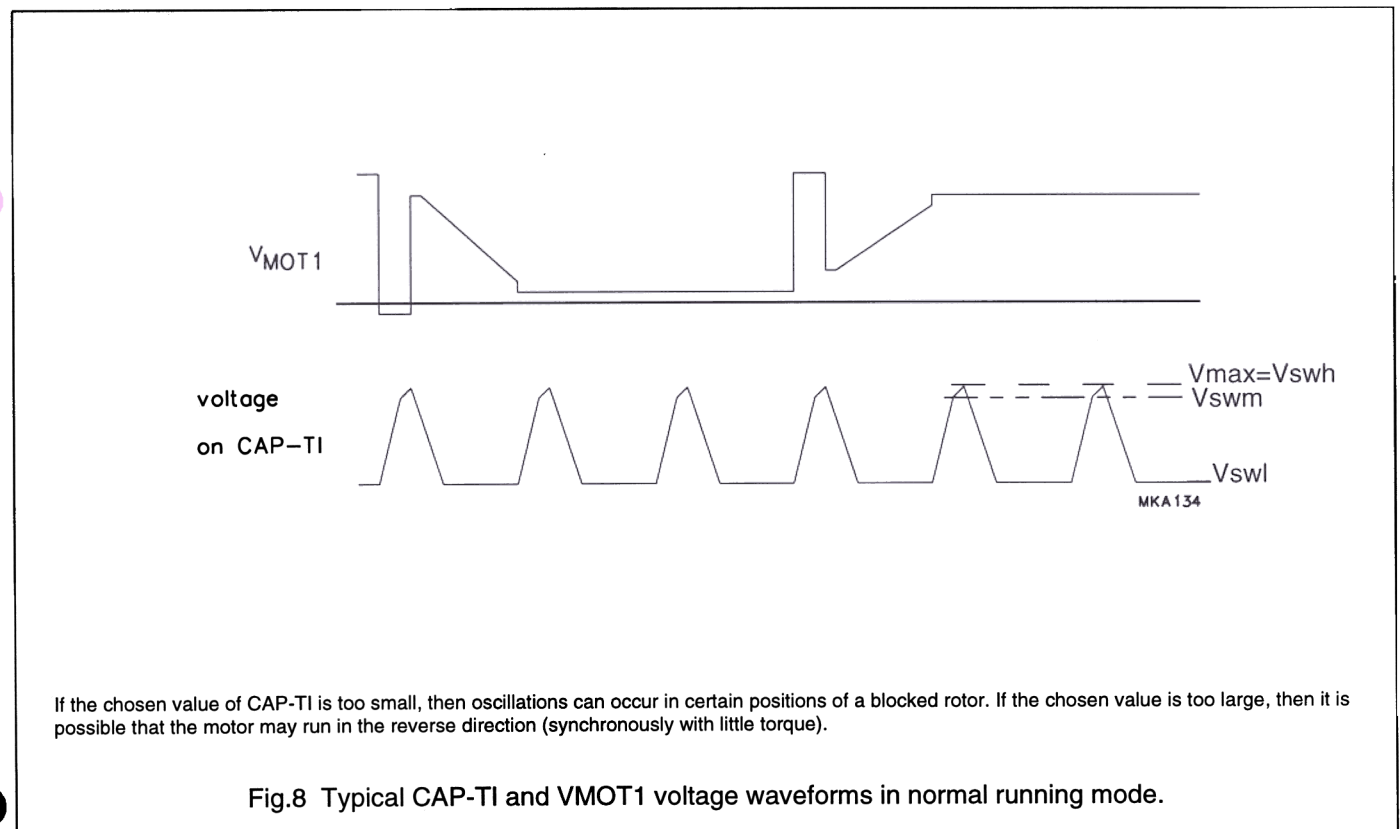 VMOT1
voltage
on CAP-TI
Vmax=Vswh
Vswm
Vswl
MKA134
If the chosen value of CAP-TI is too small, then oscillations can occur in certain positions of a blocked rotor. If the chosen value is too large, then it is
possible that the motor may run in the reverse direction (synchronously with little torque).
Fig.8 Typical CAP-TI and VMOT1 voltage waveforms in normal running mode.